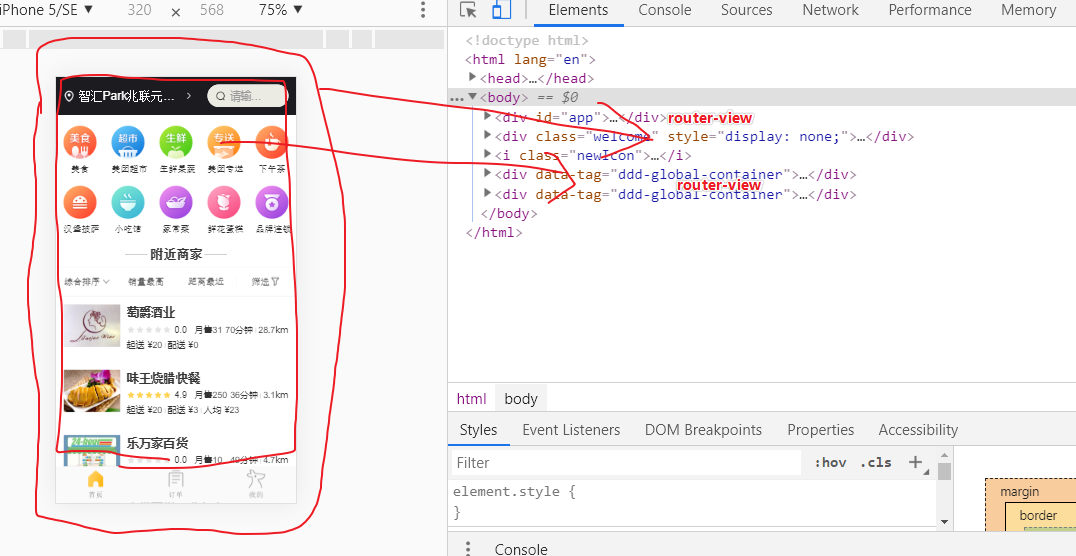 iPhone 5/SE ▼ 320 × 568 75% ▼
智汇Park兆联元... 请输...
美食 超市 生鲜 专送
美食 美团超市 生鲜果蔬 美团专送 下午茶
汉堡披萨 小吃馆 家常菜 鲜花蛋糕 品牌连锁
附近商家
综合排序 销量最高 距离最近 筛选
萄爵酒业
0.0 月售31 70分钟 28.7km
起送 ¥20 配送 ¥0
味王烧腊快餐
4.9 月售250 36分钟 3.1km
起送 ¥20 配送 ¥3 人均 ¥23
24-hour
乐万家百货
0.0 月售10 49分钟 4.7km
首页 订单 我的
Elements Console Sources Network Performance Memory
<!doctype html>
<html lang="en">
<head>…</head>
<body> == $0
<div id="app">…</div> router-view
<div class="welcome" style="display: none;">…</div>
<i class="newIcon">…</i>
<div data-tag="ddd-global-container">…</div>
router-view
<div data-tag="ddd-global-container">…</div>
</body>
</html>
html body
Styles Event Listeners DOM Breakpoints Properties Accessibility
Filter :hov .cls +
element.style {
}
margin
border
Console